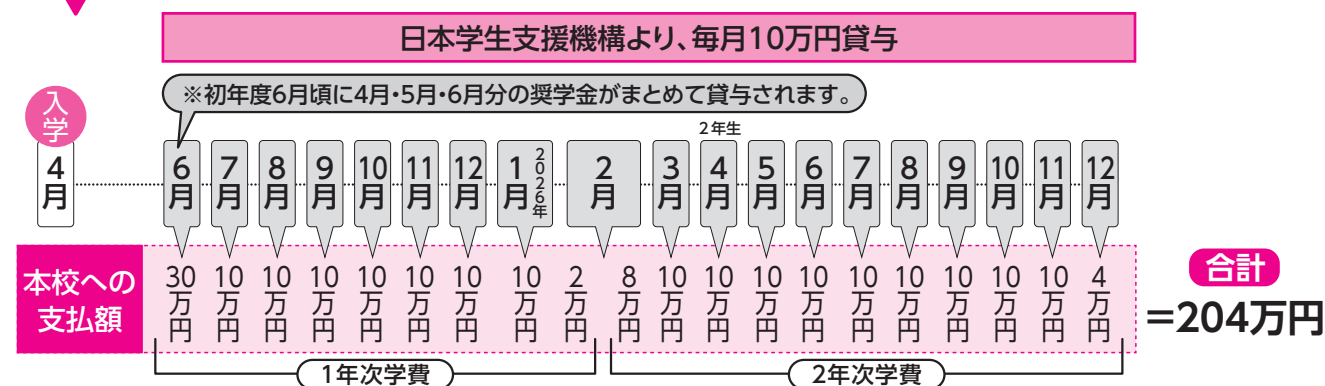 日本学生支援機構より、毎月10万円貸与
※初年度6月頃に4月・5月・6月分の奨学金がまとめて貸与されます。
入学
2年生
4月 6月 7月 8月 9月 10月 11月 12月 1月 2026年 2月 3月 4月 5月 6月 7月 8月 9月 10月 11月 12月
本校への
支払額
30万円 10万円 10万円 10万円 10万円 10万円 10万円 10万円 2万円 8万円 10万円 10万円 10万円 10万円 10万円 10万円 10万円 10万円 10万円 4万円
合計
=204万円
1年次学費 2年次学費